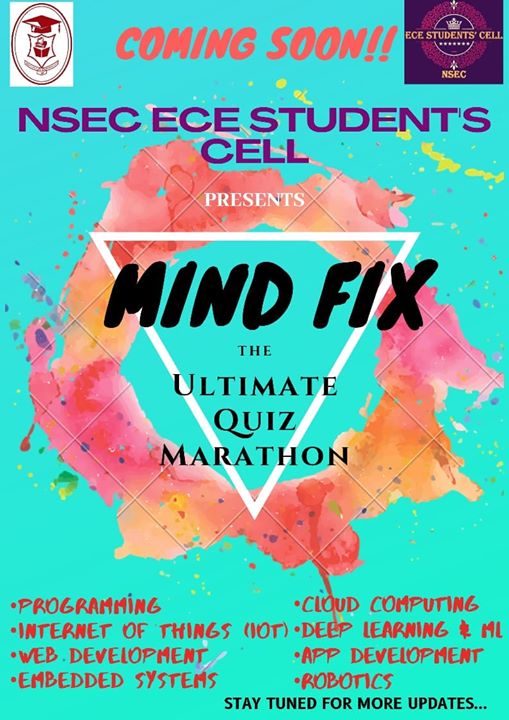 COMING SOON!!
ECE STUDENTS' CELL
NSEC
NSEC ECE STUDENT'S
CELL
PRESENTS
MIND FIX
THE
ULTIMATE
QUIZ
MARATHON
•PROGRAMMING
•INTERNET OF THINGS (IOT)
•WEB DEVELOPMENT
•EMBEDDED SYSTEMS
•CLOUD COMPUTING
•DEEP LEARNING & ML
•APP DEVELOPMENT
•ROBOTICS
STAY TUNED FOR MORE UPDATES...